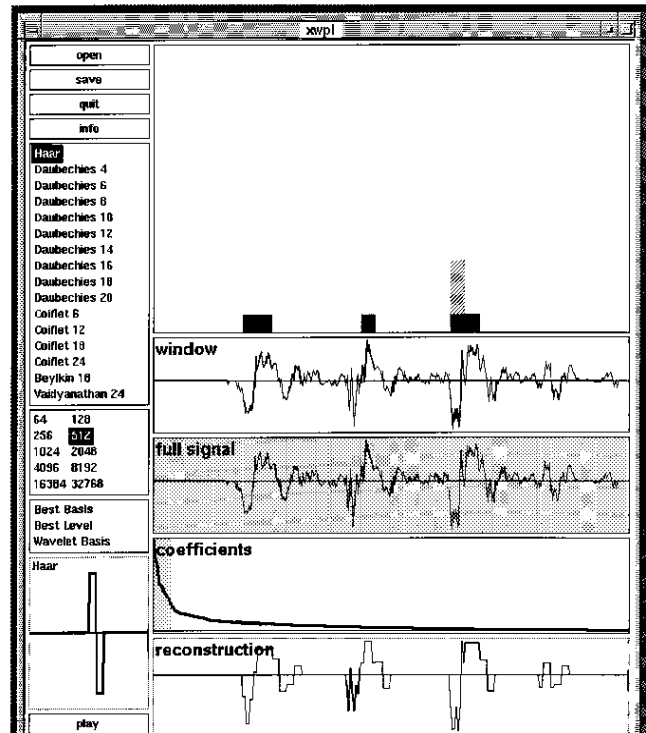 xwpl
open
save
quit
info
Haar
Daubechies 4
Daubechies 6
Daubechies 8
Daubechies 10
Daubechies 12
Daubechies 14
Daubechies 16
Daubechies 18
Daubechies 20
Coiflet 6
Coiflet 12
Coiflet 18
Coiflet 24
Beylkin 18
Vaidyanathan 24
64 128
256 512
1024 2048
4096 8192
16384 32768
Best Basis
Best Level
Wavelet Basis
Haar
play
window
full signal
coefficients
reconstruction